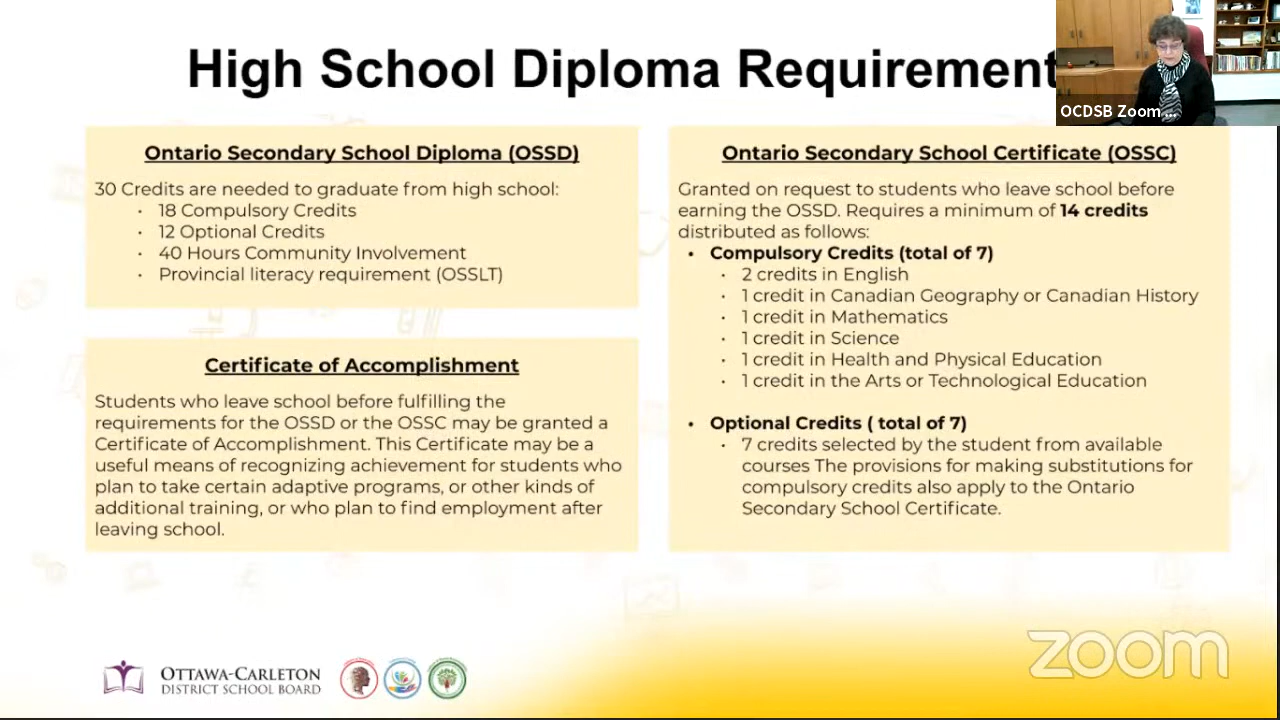 High School Diploma Requirement
OCDSB Zoom ...
Ontario Secondary School Diploma (OSSD)
30 Credits are needed to graduate from high school:
· 18 Compulsory Credits
· 12 Optional Credits
· 40 Hours Community Involvement
· Provincial literacy requirement (OSSLT)
Certificate of Accomplishment
Students who leave school before fulfilling the
requirements for the OSSD or the OSSC may be granted a
Certificate of Accomplishment. This Certificate may be a
useful means of recognizing achievement for students who
plan to take certain adaptive programs, or other kinds of
additional training, or who plan to find employment after
leaving school.
Ontario Secondary School Certificate (OSSC)
Granted on request to students who leave school before
earning the OSSD. Requires a minimum of 14 credits
distributed as follows:
• Compulsory Credits (total of 7)
· 2 credits in English
· 1 credit in Canadian Geography or Canadian History
· 1 credit in Mathematics
· 1 credit in Science
· 1 credit in Health and Physical Education
· 1 credit in the Arts or Technological Education
• Optional Credits ( total of 7)
· 7 credits selected by the student from available
courses The provisions for making substitutions for
compulsory credits also apply to the Ontario
Secondary School Certificate.
OTTAWA-CARLETON
DISTRICT SCHOOL BOARD
zoom